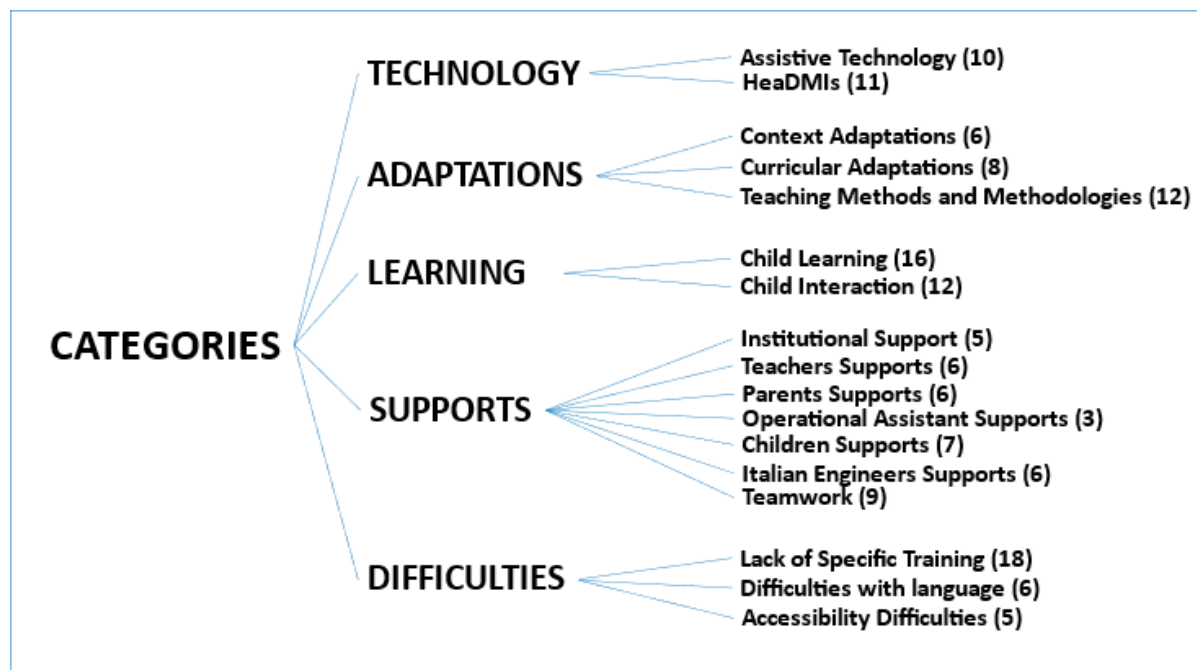 CATEGORIES
TECHNOLOGY
Assistive Technology (10)
HeaDMIs (11)
ADAPTATIONS
Context Adaptations (6)
Curricular Adaptations (8)
Teaching Methods and Methodologies (12)
LEARNING
Child Learning (16)
Child Interaction (12)
SUPPORTS
Institutional Support (5)
Teachers Supports (6)
Parents Supports (6)
Operational Assistant Supports (3)
Children Supports (7)
Italian Engineers Supports (6)
Teamwork (9)
DIFFICULTIES
Lack of Specific Training (18)
Difficulties with language (6)
Accessibility Difficulties (5)